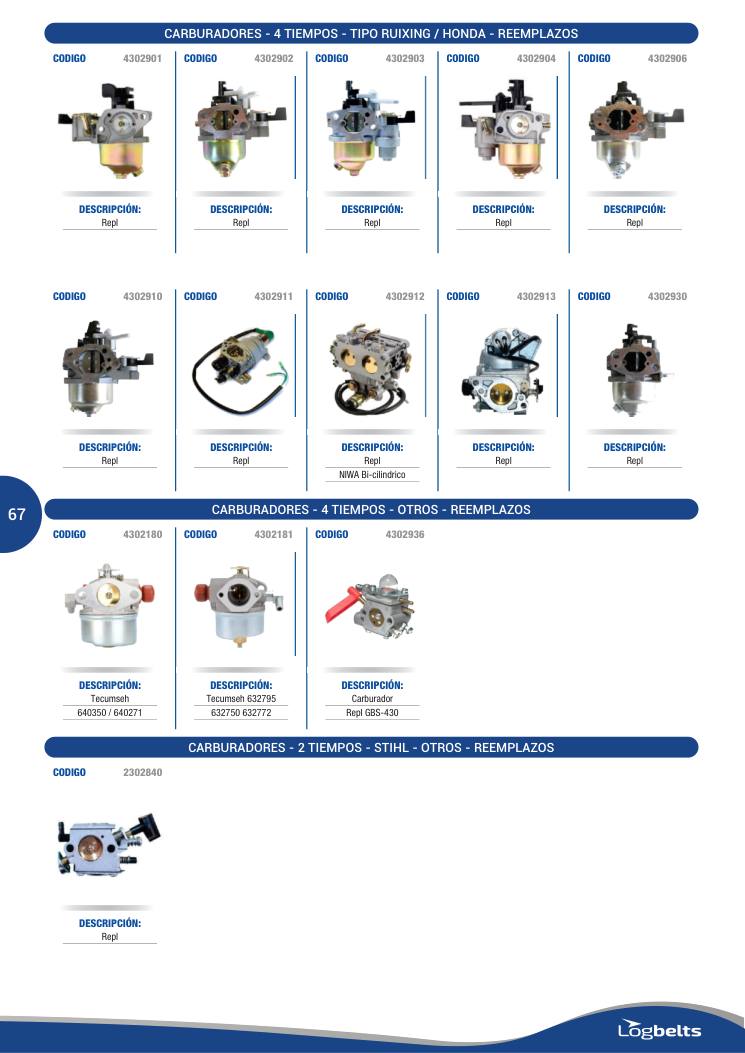 CARBURADORES - 4 TIEMPOS - TIPO RUIXING / HONDA - REEMPLAZOS
CODIGO 4302901
CODIGO 4302902
CODIGO 4302903
CODIGO 4302904
CODIGO 4302906
DESCRIPCIÓN:
Repl
DESCRIPCIÓN:
Repl
DESCRIPCIÓN:
Repl
DESCRIPCIÓN:
Repl
DESCRIPCIÓN:
Repl
CODIGO 4302910
CODIGO 4302911
CODIGO 4302912
CODIGO 4302913
CODIGO 4302930
DESCRIPCIÓN:
Repl
DESCRIPCIÓN:
Repl
DESCRIPCIÓN:
Repl
NIWA Bi-cilindrico
DESCRIPCIÓN:
Repl
DESCRIPCIÓN:
Repl
67
CARBURADORES - 4 TIEMPOS - OTROS - REEMPLAZOS
CODIGO 4302180
CODIGO 4302181
CODIGO 4302936
DESCRIPCIÓN:
Tecumseh
640350 / 640271
DESCRIPCIÓN:
Tecumseh 632795
632750 632772
DESCRIPCIÓN:
Carburador
Repl GBS-430
CARBURADORES - 2 TIEMPOS - STIHL - OTROS - REEMPLAZOS
CODIGO 2302840
DESCRIPCIÓN:
Repl
Logbelts